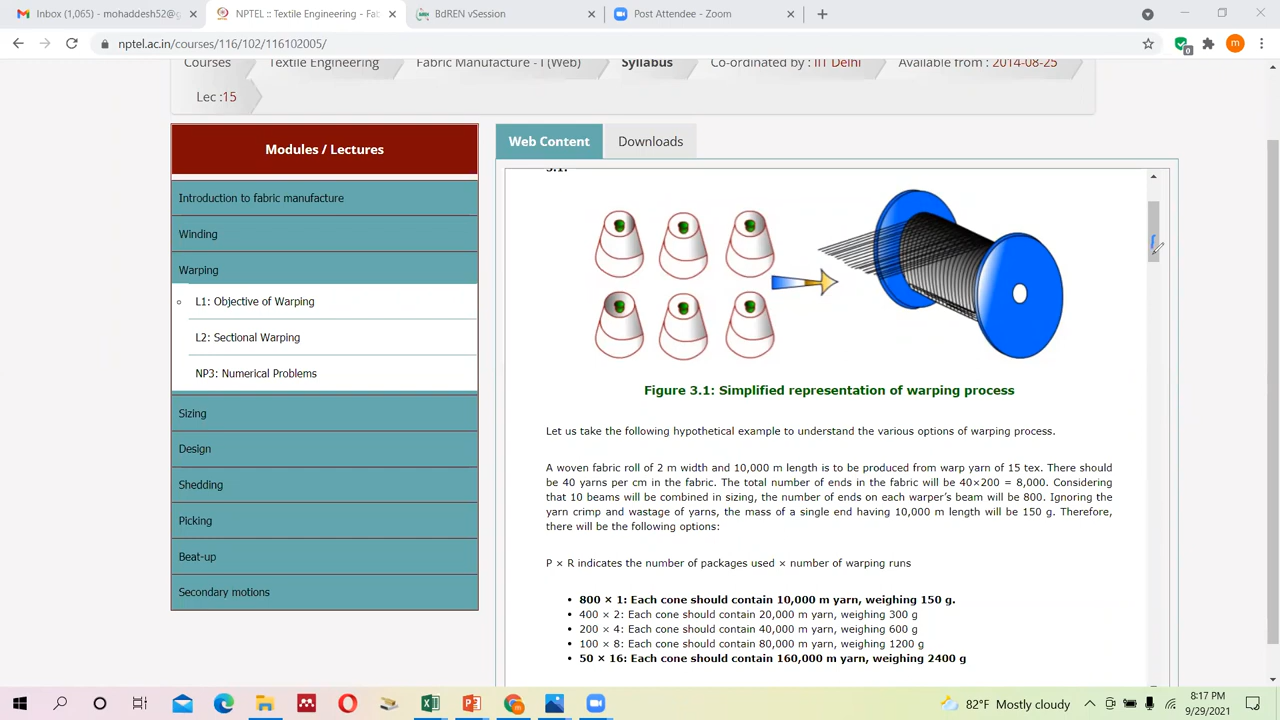 Inbox (1,065) - mohaddesh52@g
NPTEL :: Textile Engineering - Fa
BdREN vSession
Post Attendee - Zoom
nptel.ac.in/courses/116/102/116102005/
0
m
Courses
Textile Engineering
Fabric Manufacture - I (Web)
Syllabus
Co-ordinated by : IIT Delhi
Available from : 2014-08-25
Lec :15
Modules / Lectures
Introduction to fabric manufacture
Winding
Warping
L1: Objective of Warping
L2: Sectional Warping
NP3: Numerical Problems
Sizing
Design
Shedding
Picking
Beat-up
Secondary motions
Web Content
Downloads
3.1.
Figure 3.1: Simplified representation of warping process
Let us take the following hypothetical example to understand the various options of warping process.
A woven fabric roll of 2 m width and 10,000 m length is to be produced from warp yarn of 15 tex. There should
be 40 yarns per cm in the fabric. The total number of ends in the fabric will be 40×200 = 8,000. Considering
that 10 beams will be combined in sizing, the number of ends on each warper's beam will be 800. Ignoring the
yarn crimp and wastage of yarns, the mass of a single end having 10,000 m length will be 150 g. Therefore,
there will be the following options:
P × R indicates the number of packages used × number of warping runs
• 800 × 1: Each cone should contain 10,000 m yarn, weighing 150 g.
• 400 × 2: Each cone should contain 20,000 m yarn, weighing 300 g
• 200 × 4: Each cone should contain 40,000 m yarn, weighing 600 g
• 100 × 8: Each cone should contain 80,000 m yarn, weighing 1200 g
• 50 × 16: Each cone should contain 160,000 m yarn, weighing 2400 g
82°F Mostly cloudy
8:17 PM
9/29/2021